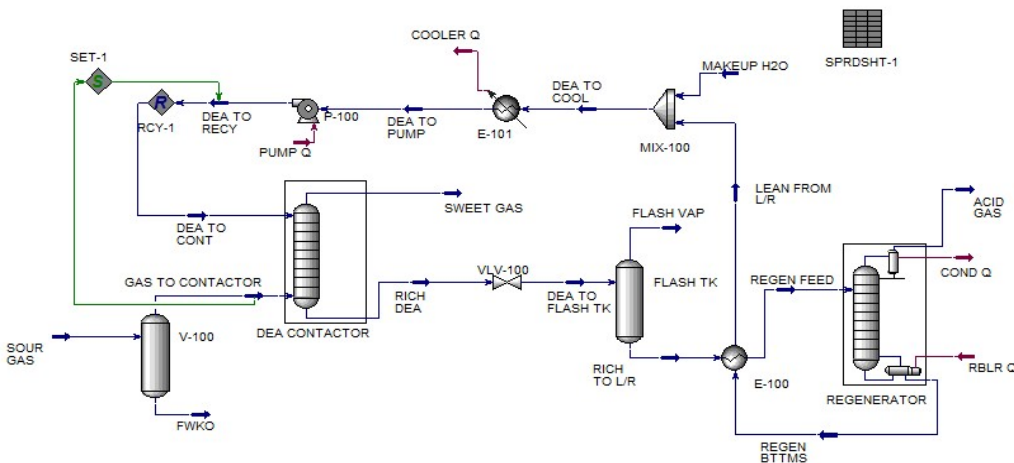 COOLER Q
SET-1
S
MAKEUP H2O
SPRDSHT-1
DEA TO
COOL
R
DEA TO
RECY
RCY-1
P-100
DEA TO
PUMP
E-101
PUMP Q
MIX-100
SWEET GAS
LEAN FROM
L/R
ACID
GAS
DEA TO
CONT
FLASH VAP
COND Q
GAS TO CONTACTOR
VLV-100
FLASH TK
REGEN FEED
RICH
DEA
DEA TO
FLASH TK
V-100
DEA CONTACTOR
SOUR
GAS
RICH
TO L/R
E-100
RBLR Q
REGENERATOR
FWKO
REGEN
BTTMS